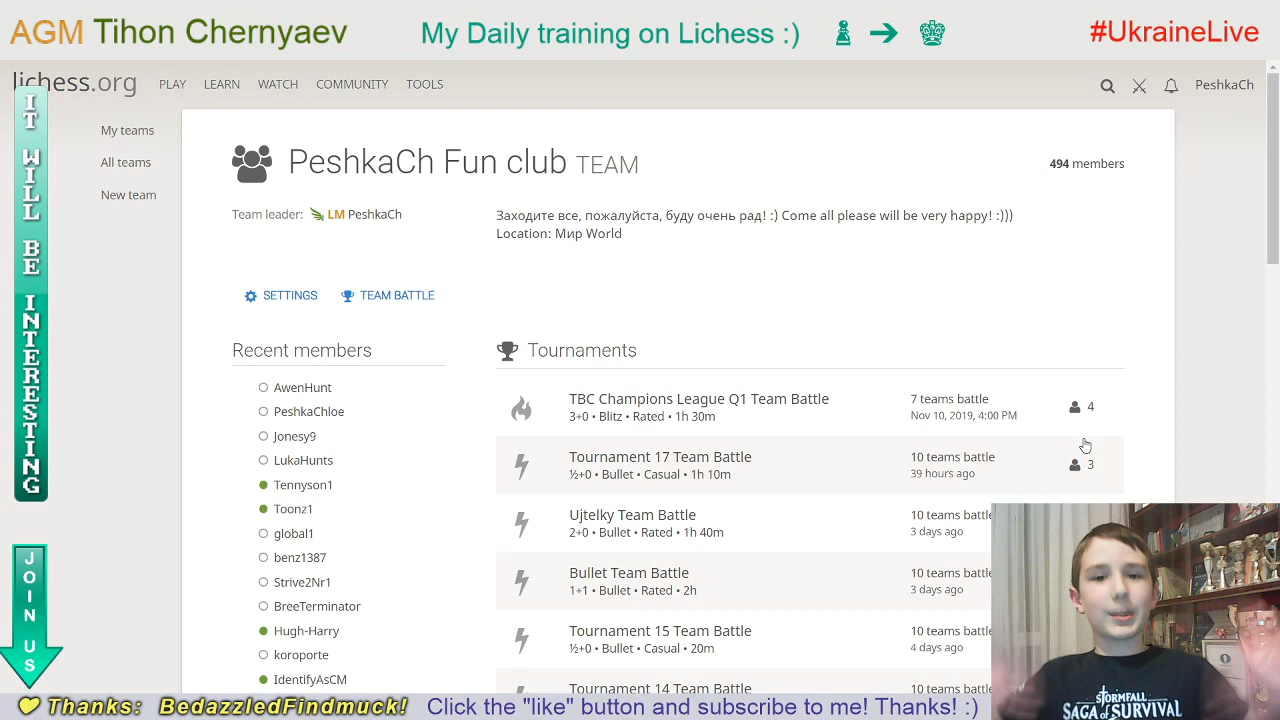 AGM Tihon Chernyaev
My Daily training on Lichess :)
#UkraineLive
lichess.org
PLAY
LEARN
WATCH
COMMUNITY
TOOLS
PeshkaCh
IT WILL BE INTERESTING
JOIN US
My teams
All teams
New team
PeshkaCh Fun club TEAM
494 members
Team leader: LM PeshkaCh
Заходите все, пожалуйста, буду очень рад! :) Come all please will be very happy! :)))
Location: Мир World
SETTINGS
TEAM BATTLE
Recent members
AwenHunt
PeshkaChloe
Jonesy9
LukaHunts
Tennyson1
Toonz1
global1
benz1387
Strive2Nr1
BreeTerminator
Hugh-Harry
koroporte
IdentifyAsCM
Tournaments
TBC Champions League Q1 Team Battle
3+0 • Blitz • Rated • 1h 30m
7 teams battle
Nov 10, 2019, 4:00 PM
4
Tournament 17 Team Battle
½+0 • Bullet • Casual • 1h 10m
10 teams battle
39 hours ago
3
Ujtelky Team Battle
2+0 • Bullet • Rated • 1h 40m
10 teams battle
3 days ago
Bullet Team Battle
1+1 • Bullet • Rated • 2h
10 teams battle
3 days ago
Tournament 15 Team Battle
½+0 • Bullet • Casual • 20m
10 teams battle
4 days ago
Tournament 14 Team Battle
10 teams battle
STORMFALL
SAGA OF SURVIVAL
Thanks: BedazzledFindmuck!
Click the "like" button and subscribe to me! Thanks! :)